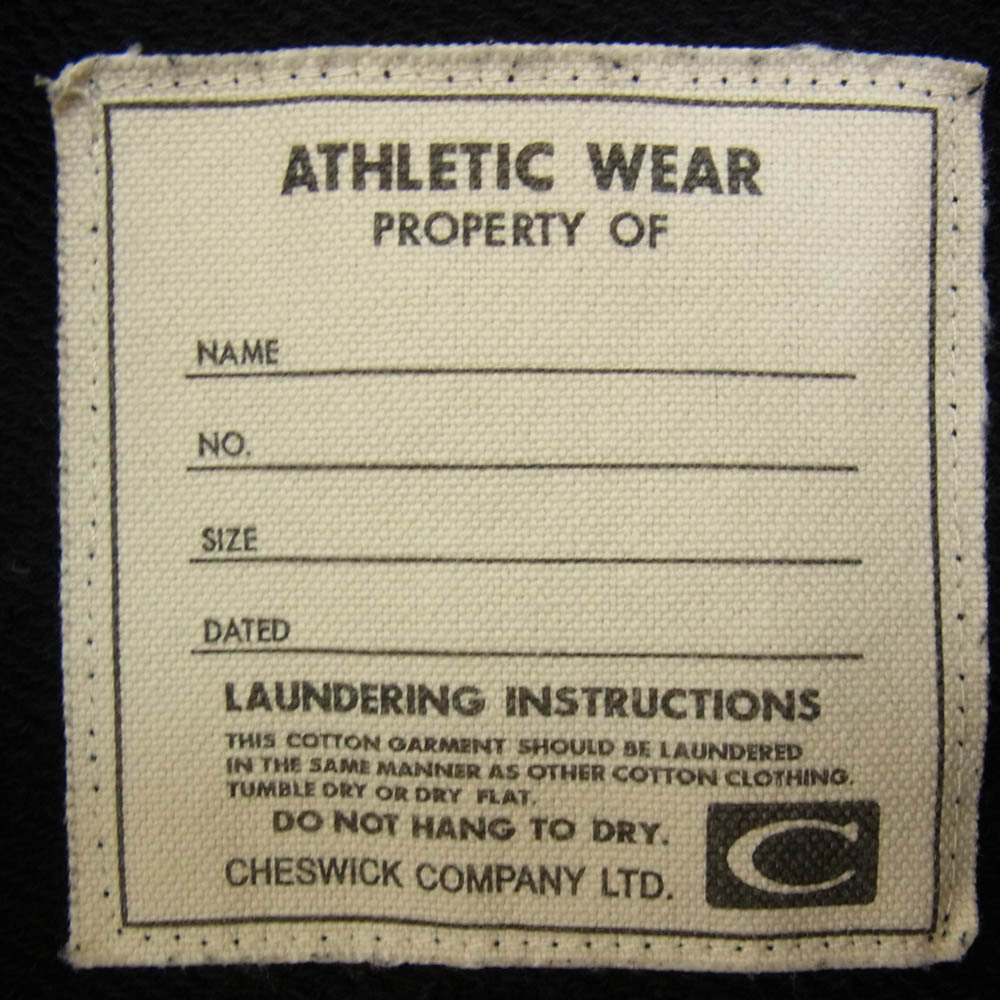 ATHLETIC WEAR
PROPERTY OF
NAME
NO.
SIZE
DATED
LAUNDERING INSTRUCTIONS
THIS COTTON GARMENT SHOULD BE LAUNDERED
IN THE SAME MANNER AS OTHER COTTON CLOTHING.
TUMBLE DRY OR DRY FLAT.
DO NOT HANG TO DRY.
CHESWICK COMPANY LTD.
C